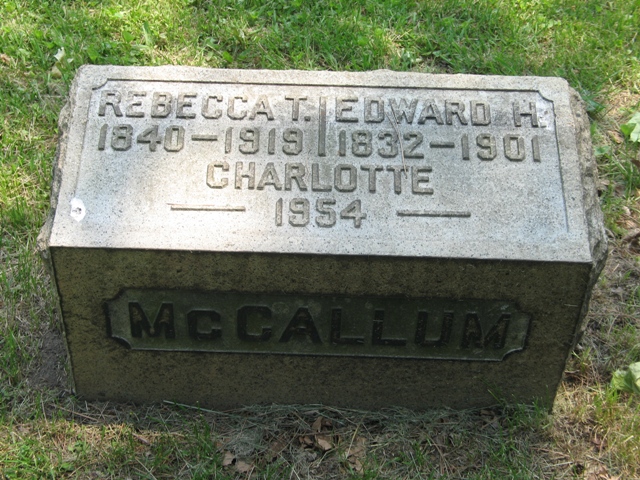 REBECCA T. EDWARD H.
1840-1919 1832-1901
CHARLOTTE
— 1954 —
McCALLUM